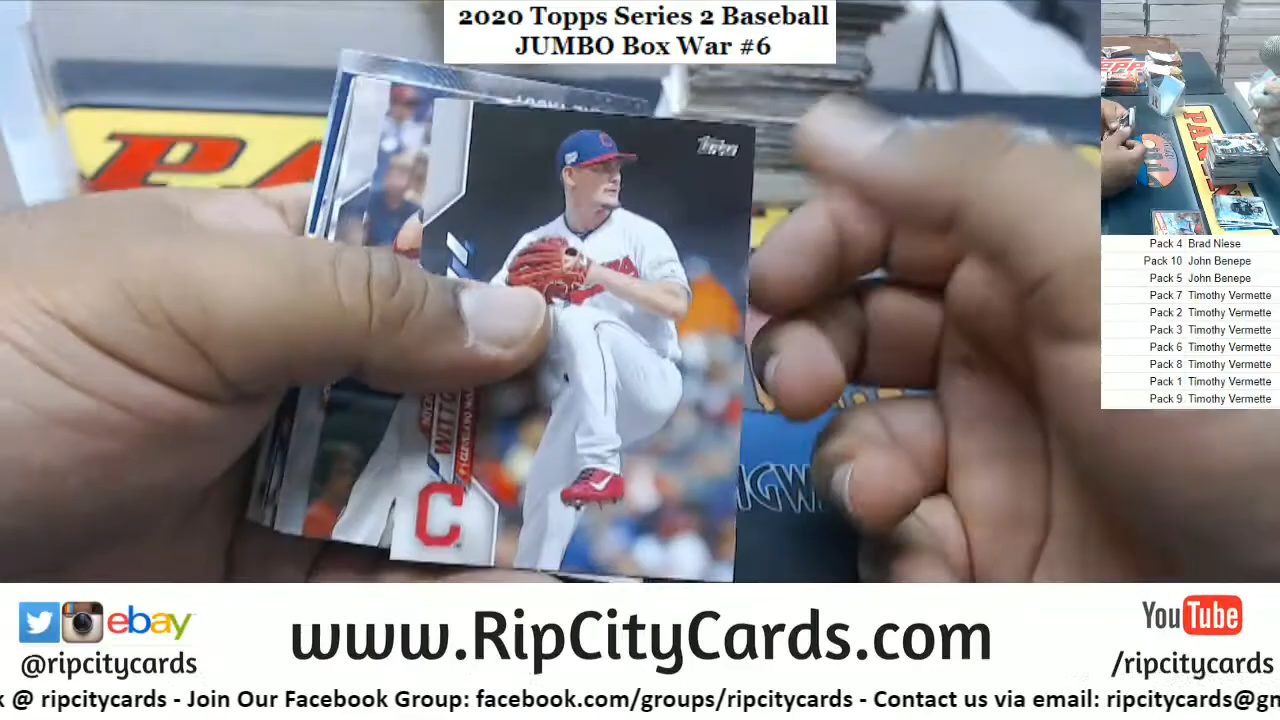 2020 Topps Series 2 Baseball
JUMBO Box War #6
Topps
PA
C
Pack 4 Brad Niese
Pack 10 John Benepe
Pack 5 John Benepe
Pack 7 Timothy Vermette
Pack 2 Timothy Vermette
Pack 3 Timothy Vermette
Pack 6 Timothy Vermette
Pack 8 Timothy Vermette
Pack 1 Timothy Vermette
Pack 9 Timothy Vermette
ebay
@ripcitycards
www.RipCityCards.com
YouTube
/ripcitycards
k @ ripcitycards - Join Our Facebook Group: facebook.com/groups/ripcitycards - Contact us via email: ripcitycards@gm